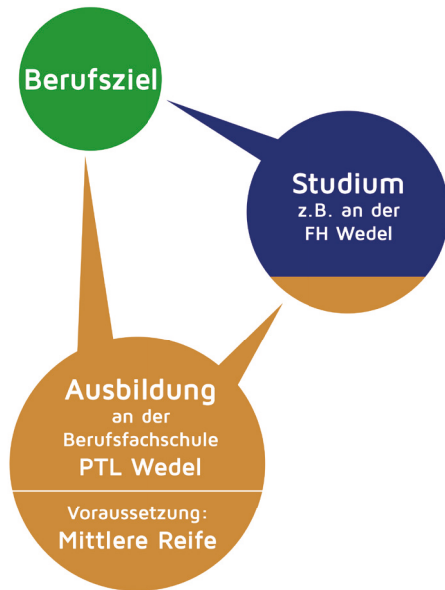 Berufsziel
Studium
z.B. an der
FH Wedel
Ausbildung
an der
Berufsfachschule
PTL Wedel
Voraussetzung:
Mittlere Reife